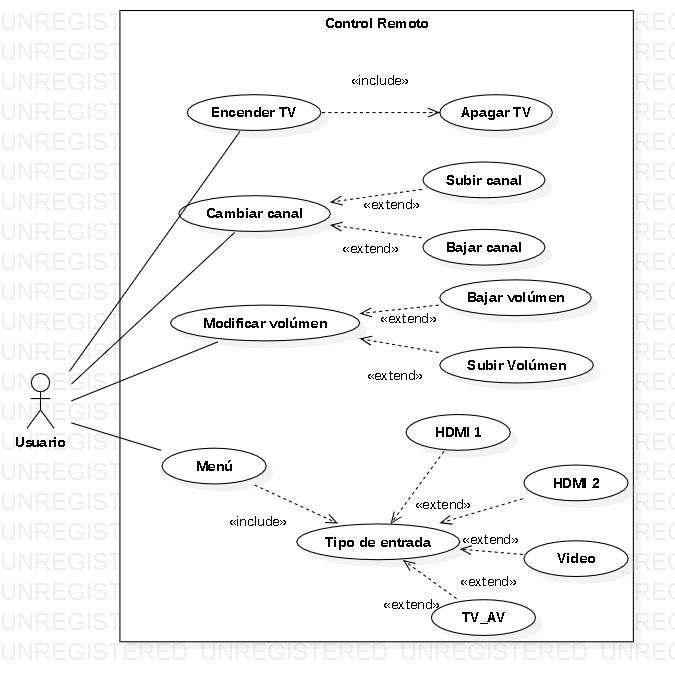 Control Remoto
«include»
Encender TV
Apagar TV
Subir canal
«extend»
Cambiar canal
Bajar canal
«extend»
Bajar volúmen
«extend»
Modificar volúmen
Subir Volúmen
«extend»
Usuario
HDMI 1
Menú
HDMI 2
«extend»
«include»
Tipo de entrada
«extend»
Video
«extend»
«extend»
TV_AV
UNREGISTERED UNREGISTERED UNREGISTERED UNREGISTERED